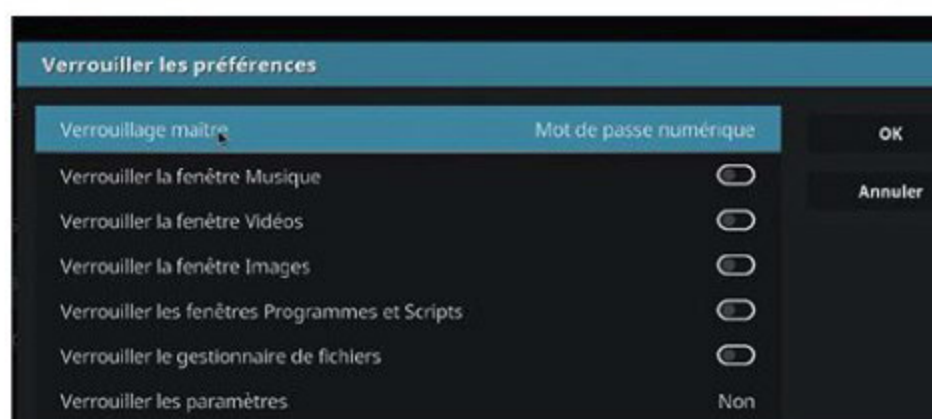 Verrouiller les préférences
Verrouillage maître Mot de passe numérique
OK
Verrouiller la fenêtre Musique
Annuler
Verrouiller la fenêtre Vidéos
Verrouiller la fenêtre Images
Verrouiller les fenêtres Programmes et Scripts
Verrouiller le gestionnaire de fichiers
Verrouiller les paramètres Non